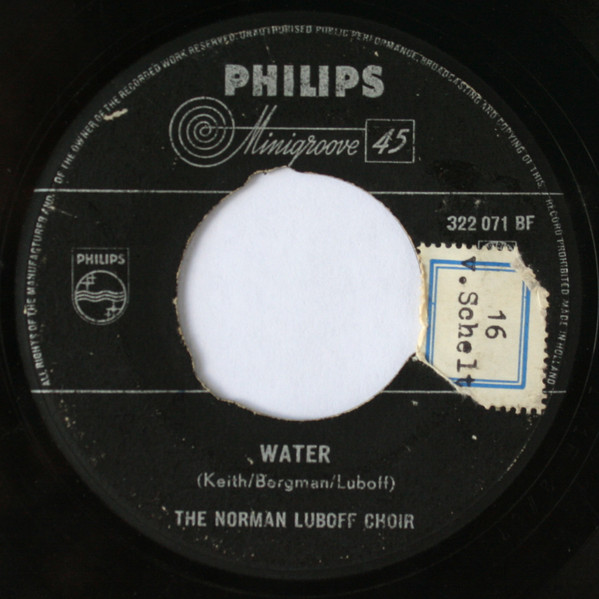 ALL RIGHTS OF THE MANUFACTURER AND OF THE OWNER OF THE RECORDED WORK RESERVED. UNAUTHORISED PUBLIC PERFORMANCE, BROADCASTING AND COPYING OF THIS RECORD PROHIBITED. MADE IN HOLLAND
PHILIPS
Minigroove 45
322 071 BF
PHILIPS
16
v.Schelt
WATER
(Keith/Bergman/Luboff)
THE NORMAN LUBOFF CHOIR